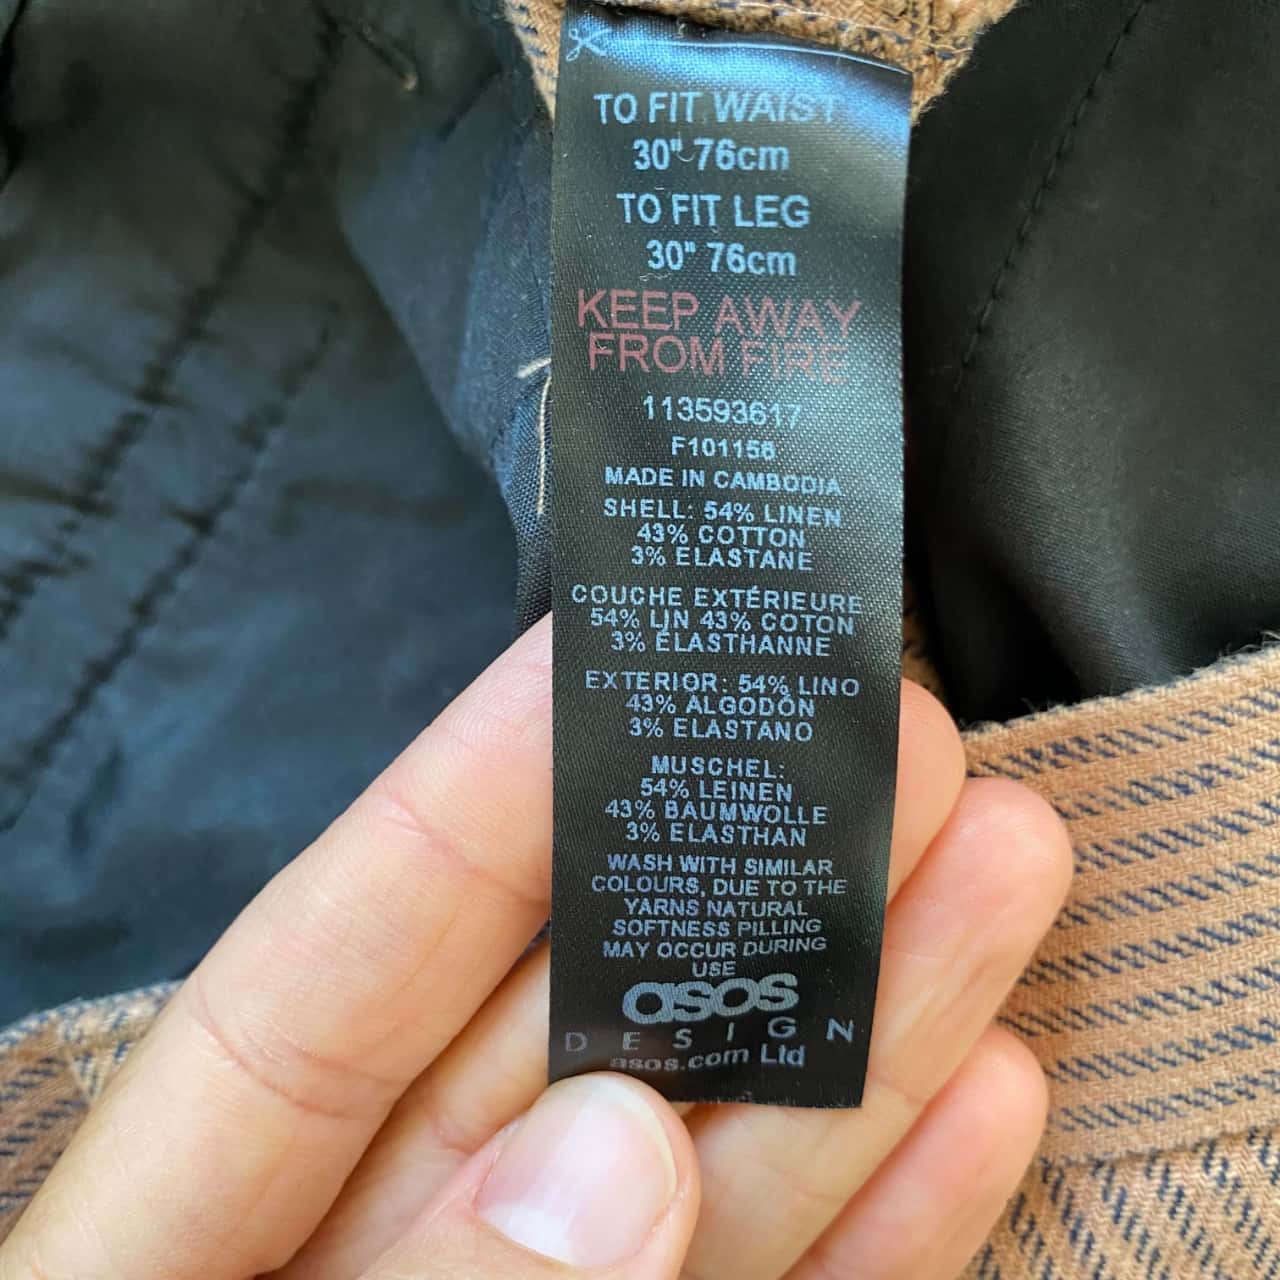 TO FIT WAIST
30" 76cm
TO FIT LEG
30" 76cm
KEEP AWAY
FROM FIRE
113593617
F101156
MADE IN CAMBODIA
SHELL: 54% LINEN
43% COTTON
3% ELASTANE
COUCHE EXTÉRIEURE
54% LIN 43% COTON
3% ÉLASTHANNE
EXTERIOR: 54% LINO
43% ALGODÓN
3% ELASTANO
MUSCHEL:
54% LEINEN
43% BAUMWOLLE
3% ELASTHAN
WASH WITH SIMILAR
COLOURS, DUE TO THE
YARNS NATURAL
SOFTNESS PILLING
MAY OCCUR DURING
USE
asos
DESIGN
asos.com Ltd